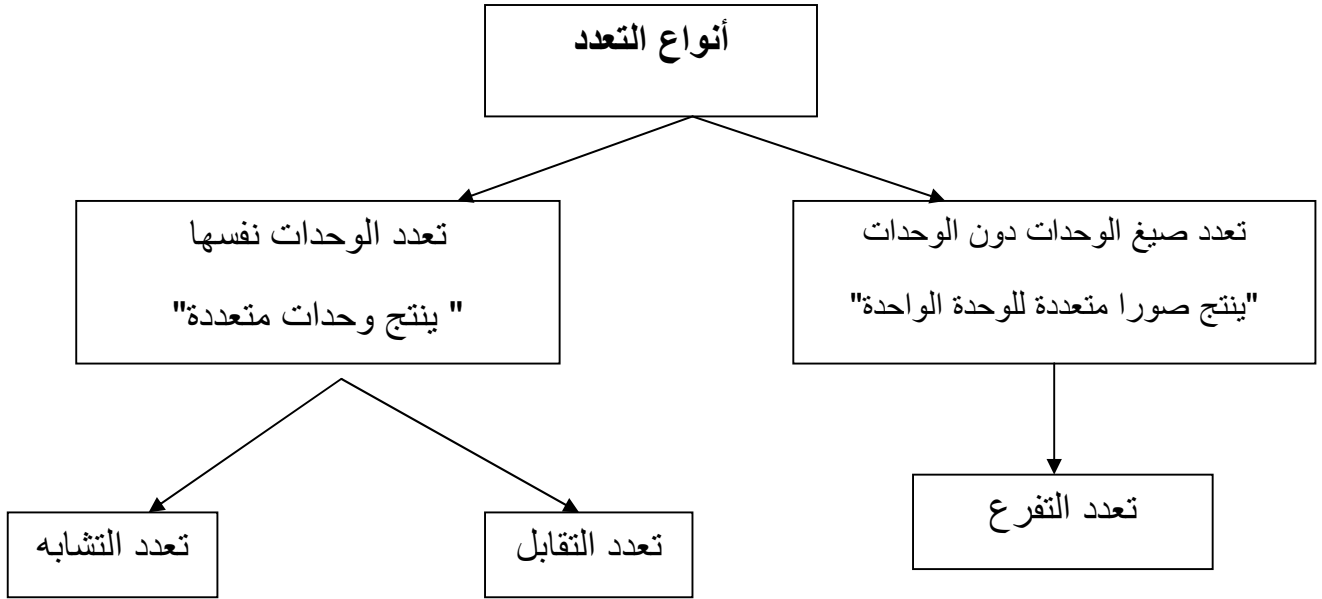 أنواع التعدد
تعدد صيغ الوحدات دون الوحدات
"ينتج صورا متعددة للوحدة الواحدة"
تعدد الوحدات نفسها
" ينتج وحدات متعددة"
تعدد التفرع
تعدد التقابل
تعدد التشابه